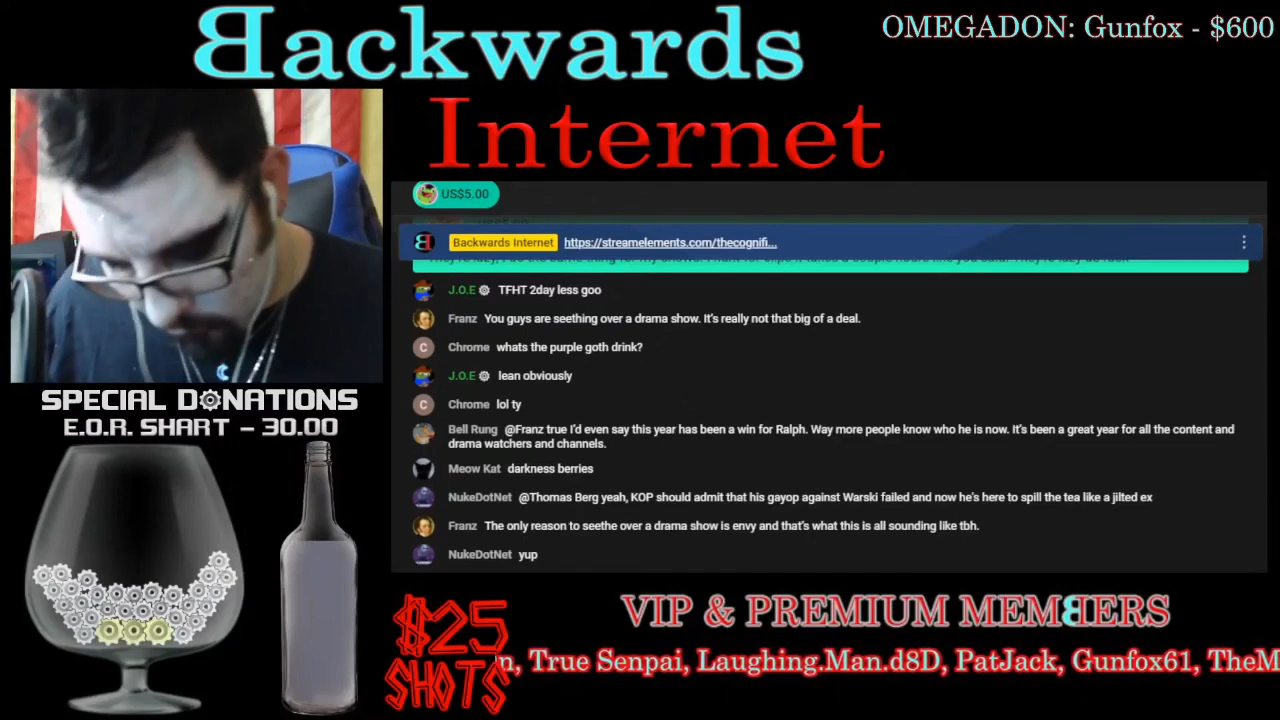 Backwards
Internet
OMEGADON: Gunfox - $600
US$5.00
Backwards Internet https://streamelements.com/thecognifi...
J.O.E TFHT 2day less goo
Franz You guys are seething over a drama show. It's really not that big of a deal.
Chrome whats the purple goth drink?
J.O.E lean obviously
C Chrome lol ty
Bell Rung @Franz true I'd even say this year has been a win for Ralph. Way more people know who he is now. It's been a great year for all the content and
drama watchers and channels.
Meow Kat darkness berries
NukeDotNet @Thomas Berg yeah, KOP should admit that his gayop against Warski failed and now he's here to spill the tea like a jilted ex
Franz The only reason to seethe over a drama show is envy and that's what this is all sounding like tbh.
NukeDotNet yup
SPECIAL DONATIONS
E.O.R. SHART - 30.00
$25
SHOTS
VIP & PREMIUM MEMBERS
n, True Senpai, Laughing.Man.d8D, PatJack, Gunfox61, TheM